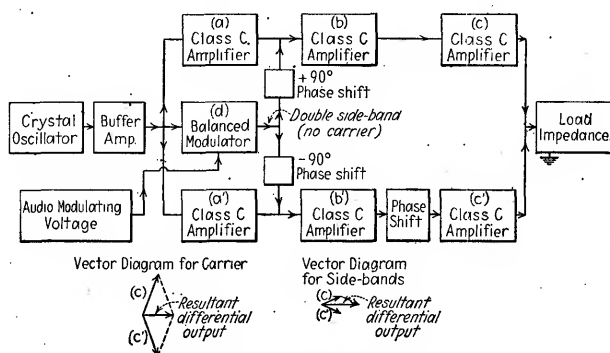 (a)
Class C.
Amplifier
(b)
Class C
Amplifier
(c)
Class C
Amplifier
+90°
Phase shift
Crystal
Oscillator
Buffer
Amp.
(d)
Balanced
Modulator
Double side-band
(no carrier)
Load
Impedance
-90°
Phase shift
Audio Modulating
Voltage
(a')
Class C
Amplifier
(b')
Class C
Amplifier
Phase
Shift
(c')
Class C
Amplifier
Vector Diagram for Carrier
(c)
(c')
Resultant
differential
output
Vector Diagram
for Side-bands
(c)
(c')
Resultant
differential
output